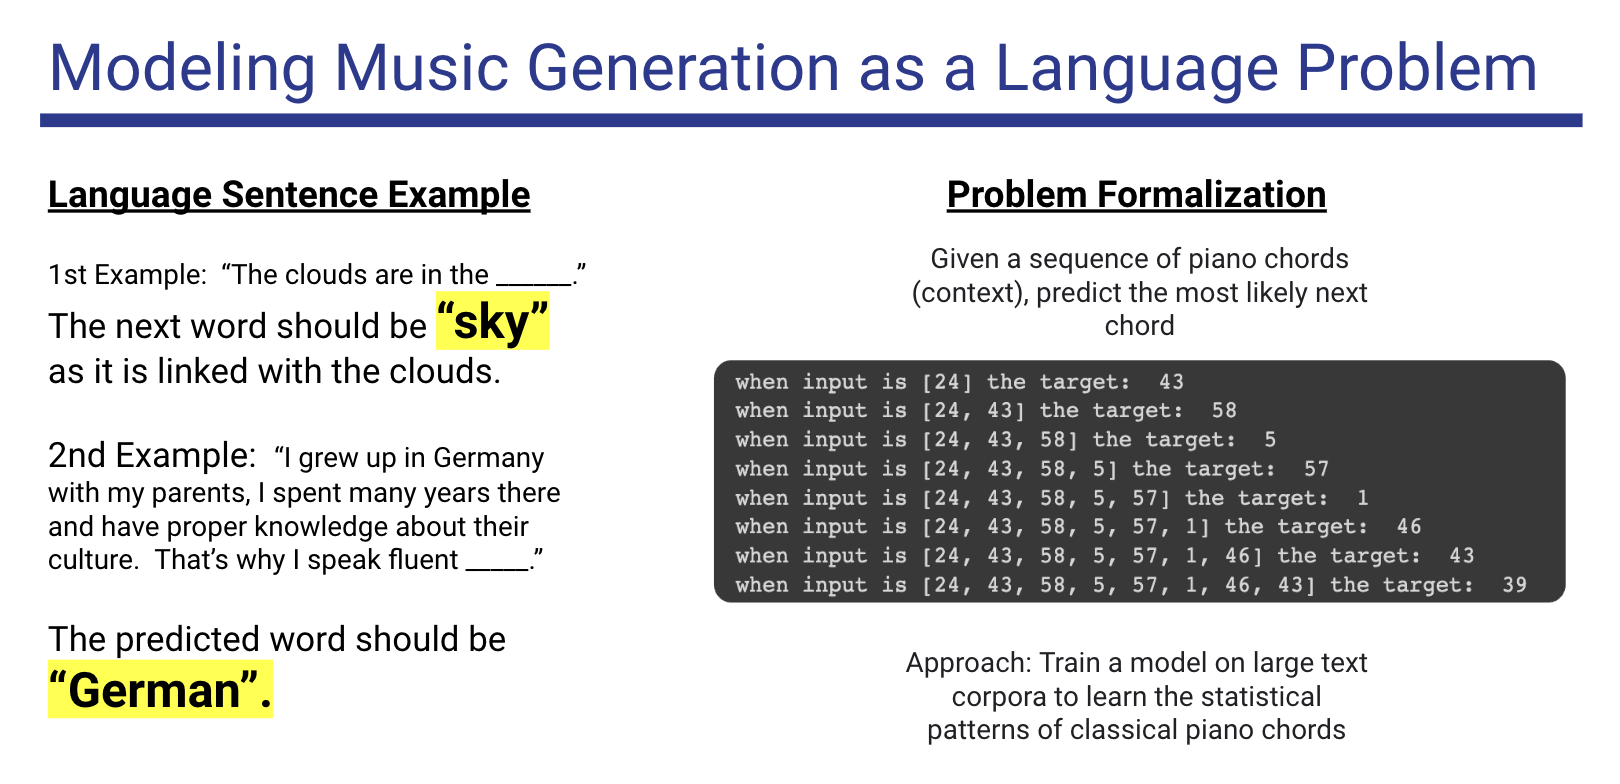 Modeling Music Generation as a Language Problem
Language Sentence Example
1st Example:  “The clouds are in the ______.”
The next word should be “sky”
as it is linked with the clouds.
2nd Example:  “I grew up in Germany
with my parents, I spent many years there
and have proper knowledge about their
culture.  That’s why I speak fluent _____.”
The predicted word should be
“German”.
Problem Formalization
Given a sequence of piano chords
(context), predict the most likely next
chord
when input is [24] the target:  43
when input is [24, 43] the target:  58
when input is [24, 43, 58] the target:  5
when input is [24, 43, 58, 5] the target:  57
when input is [24, 43, 58, 5, 57] the target:  1
when input is [24, 43, 58, 5, 57, 1] the target:  46
when input is [24, 43, 58, 5, 57, 1, 46] the target:  43
when input is [24, 43, 58, 5, 57, 1, 46, 43] the target:  39
Approach: Train a model on large text
corpora to learn the statistical
patterns of classical piano chords